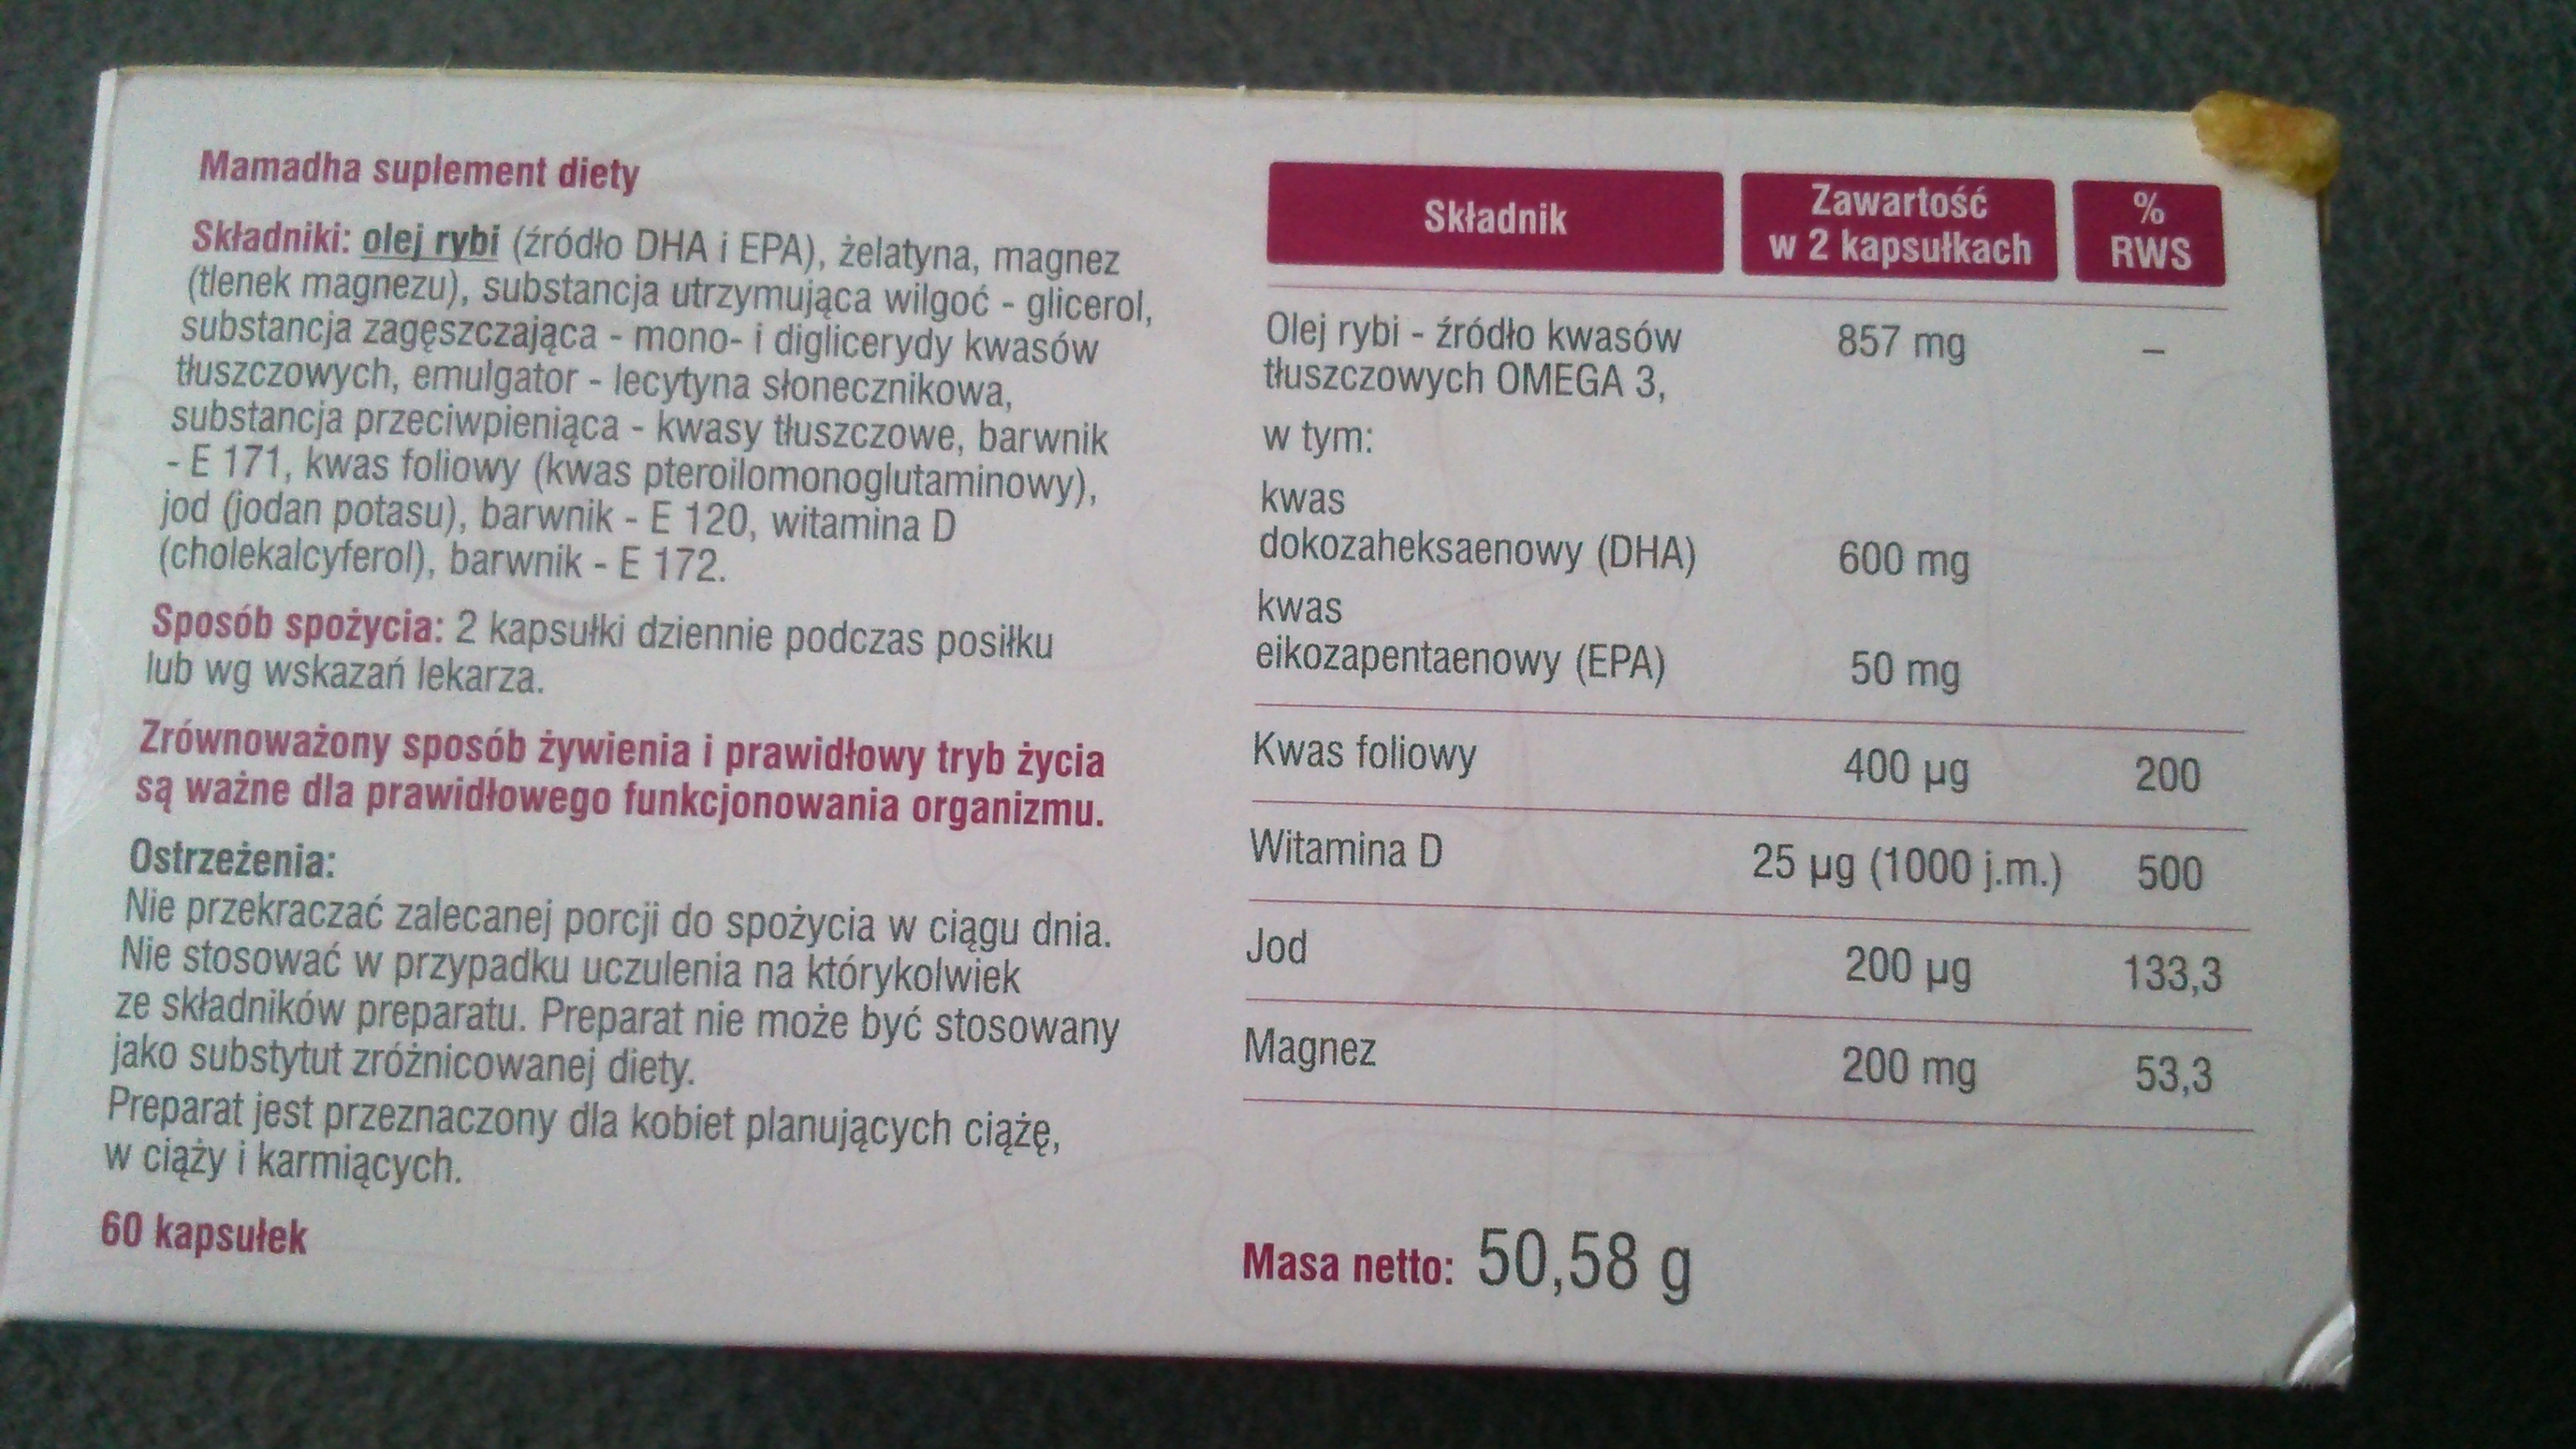 Mamadha suplement diety
Składniki: olej rybi (źródło DHA i EPA), żelatyna, magnez
(tlenek magnezu), substancja utrzymująca wilgoć - glicerol,
substancja zagęszczająca - mono- i diglicerydy kwasów
tłuszczowych, emulgator - lecytyna słonecznikowa,
substancja przeciwpieniąca - kwasy tłuszczowe, barwnik
- E 171, kwas foliowy (kwas pteroilomonoglutaminowy),
jod (jodan potasu), barwnik - E 120, witamina D
(cholekalcyferol), barwnik - E 172.
Sposób spożycia: 2 kapsułki dziennie podczas posiłku
lub wg wskazań lekarza.
Zrównoważony sposób żywienia i prawidłowy tryb życia
są ważne dla prawidłowego funkcjonowania organizmu.
Ostrzeżenia:
Nie przekraczać zalecanej porcji do spożycia w ciągu dnia.
Nie stosować w przypadku uczulenia na którykolwiek
ze składników preparatu. Preparat nie może być stosowany
jako substytut zróżnicowanej diety.
Preparat jest przeznaczony dla kobiet planujących ciążę,
w ciąży i karmiących.
60 kapsułek
Składnik Zawartość w 2 kapsułkach % RWS
Olej rybi - źródło kwasów 857 mg –
tłuszczowych OMEGA 3,
w tym:
kwas
dokozaheksaenowy (DHA) 600 mg
kwas
eikozapentaenowy (EPA) 50 mg
Kwas foliowy 400 µg 200
Witamina D 25 µg (1000 j.m.) 500
Jod 200 µg 133,3
Magnez 200 mg 53,3
Masa netto: 50,58 g